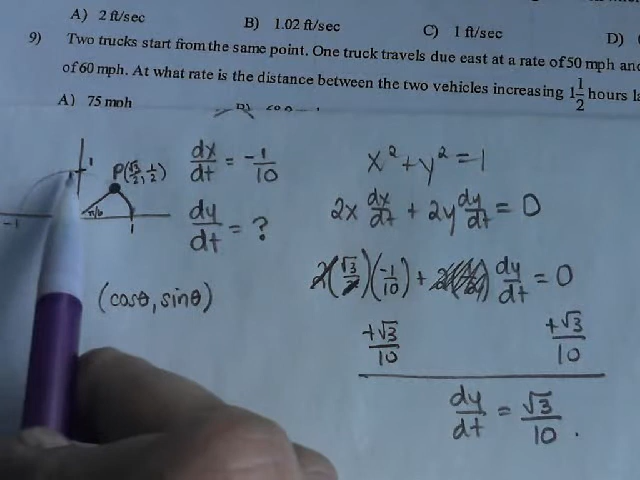 A) 2 ft/sec B) 1.02 ft/sec C) 1 ft/sec D)
9) Two trucks start from the same point. One truck travels due east at a rate of 50 mph and
of 60 mph. At what rate is the distance between the two vehicles increasing 1 1/2 hours la
A) 75 mph
1
P(√3/2, 1/2)
π/6
-1 1
dx/dt = -1/10
dy/dt = ?
(cosθ, sinθ)
x² + y² = 1
2x dx/dt + 2y dy/dt = 0
2(√3/2)(-1/10) + dy/dt = 0
+√3/10 +√3/10
dy/dt = √3/10 .